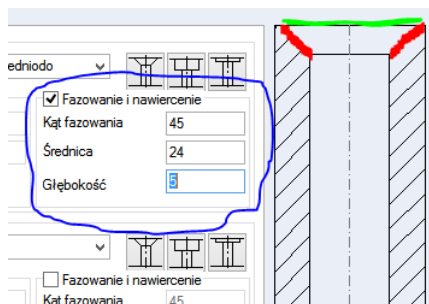 edniodo
Fazowanie i nawiercenie
Kąt fazowania 45
Średnica 24
Głębokość 5
Fazowanie i nawiercenie
Kąt fazowania 45